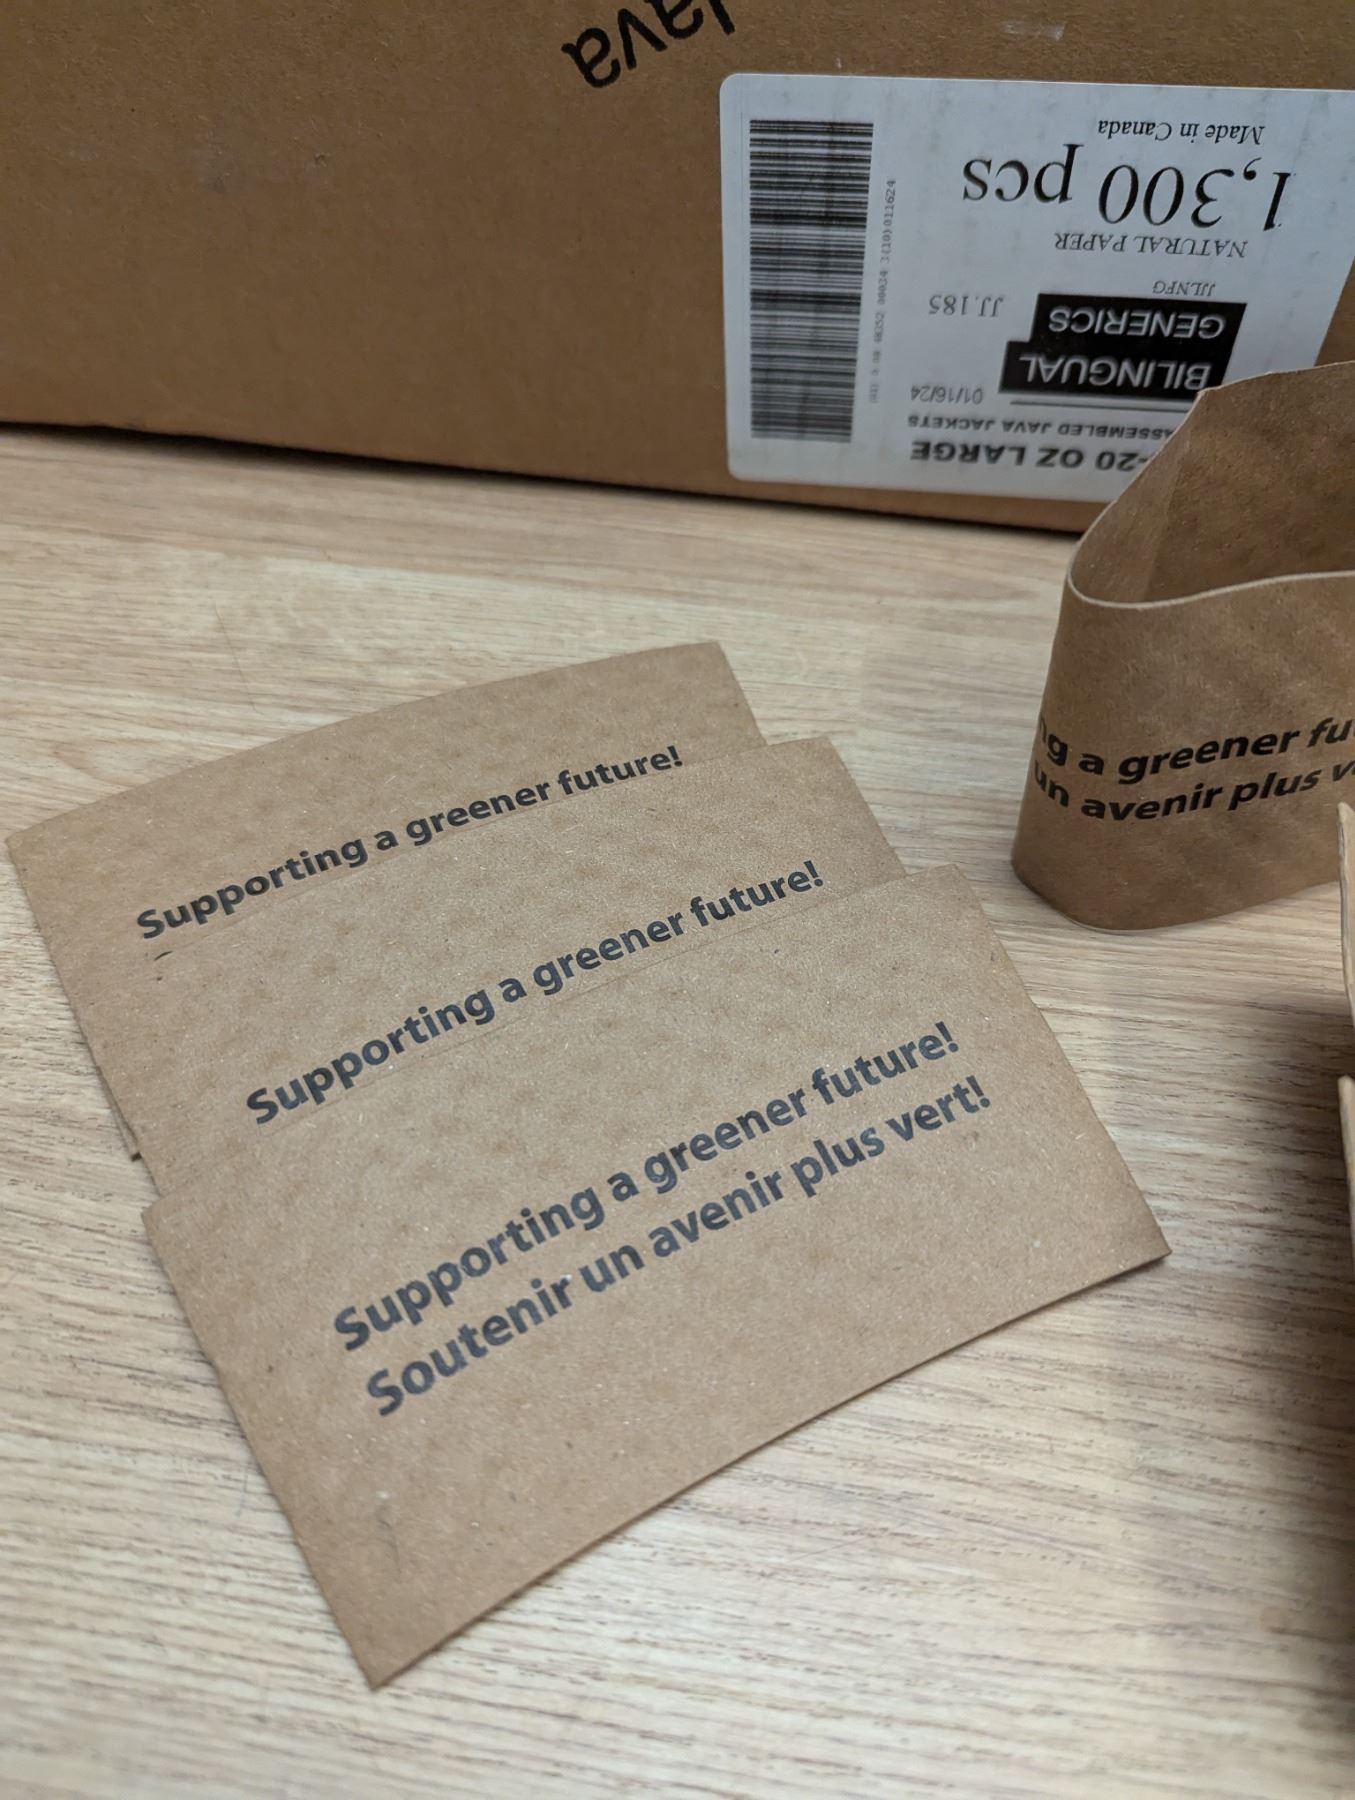 Java
Made in Canada
1,300 pcs
NATURAL PAPER
JJLNFG
GENERICS
JJ.185
BILINGUAL
01/16/24
ASSEMBLED JAVA JACKETS
-20 OZ LARGE
g a greener fu
un avenir plus v
Supporting a greener future!
Supporting a greener future!
Supporting a greener future!
Soutenir un avenir plus vert!